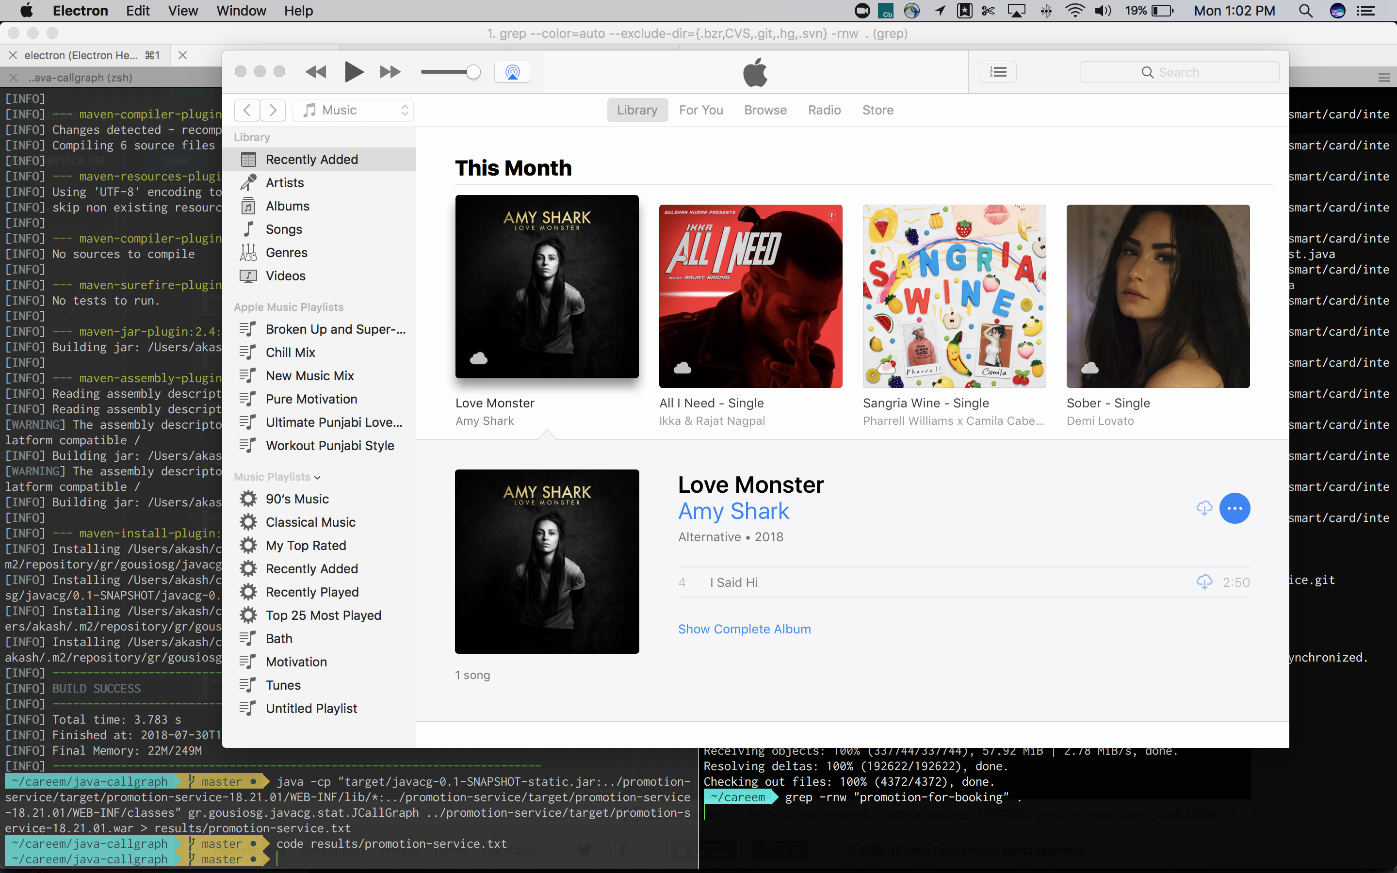 Electron Edit View Window Help 19% Mon 1:02 PM
1. grep --color=auto --exclude-dir={.bzr,CVS,.git,.hg,.svn} -rnw . (grep)
electron (Electron He... ⌘1
..ava-callgraph (zsh)
[INFO]
[INFO] --- maven-compiler-plugin
[INFO] Changes detected - recomp
[INFO] Compiling 6 source files
[INFO]
[INFO] --- maven-resources-plugi
[INFO] Using 'UTF-8' encoding to
[INFO] skip non existing resourc
[INFO]
[INFO] --- maven-compiler-plugin
[INFO] No sources to compile
[INFO]
[INFO] --- maven-surefire-plugin
[INFO] No tests to run.
[INFO]
[INFO] --- maven-jar-plugin:2.4:
[INFO] Building jar: /Users/akas
[INFO]
[INFO] --- maven-assembly-plugin
[INFO] Reading assembly descript
[INFO] Reading assembly descript
[WARNING] The assembly descripto
latform compatible /
[INFO] Building jar: /Users/akas
[WARNING] The assembly descripto
latform compatible /
[INFO] Building jar: /Users/akas
[INFO]
[INFO] --- maven-install-plugin:
[INFO] Installing /Users/akash/c
m2/repository/gr/gousiosg/javacg
[INFO] Installing /Users/akash/c
sg/javacg/0.1-SNAPSHOT/javacg-0.
[INFO] Installing /Users/akash/c
ers/akash/.m2/repository/gr/gous
[INFO] Installing /Users/akash/c
akash/.m2/repository/gr/gousiosg
[INFO] ------------------------
[INFO] BUILD SUCCESS
[INFO] ------------------------
[INFO] Total time: 3.783 s
[INFO] Finished at: 2018-07-30T1
[INFO] Final Memory: 22M/249M
[INFO] ------------------------------------------------------------------------
~/careem/java-callgraph master ● java -cp "target/javacg-0.1-SNAPSHOT-static.jar:../promotion-
service/target/promotion-service-18.21.01/WEB-INF/lib/*:../promotion-service/target/promotion-service
-18.21.01/WEB-INF/classes" gr.gousiosg.javacg.stat.JCallGraph ../promotion-service/target/promotion-s
ervice-18.21.01.war > results/promotion-service.txt
~/careem/java-callgraph master ● code results/promotion-service.txt
~/careem/java-callgraph master ●
Search
Music
Library For You Browse Radio Store
Library
Recently Added
Artists
Albums
Songs
Genres
Videos
Apple Music Playlists
Broken Up and Super-...
Chill Mix
New Music Mix
Pure Motivation
Ultimate Punjabi Love...
Workout Punjabi Style
Music Playlists
90's Music
Classical Music
My Top Rated
Recently Added
Recently Played
Top 25 Most Played
Bath
Motivation
Tunes
Untitled Playlist
This Month
AMY SHARK
LOVE MONSTER
GULSHAN KUMAR PRESENTS
IKKA
ALL I NEED
SANGRIA
WINE
Pharrell Camila
Love Monster
Amy Shark
All I Need - Single
Ikka & Rajat Nagpal
Sangria Wine - Single
Pharrell Williams x Camila Cabe...
Sober - Single
Demi Lovato
AMY SHARK
LOVE MONSTER
Love Monster
Amy Shark
Alternative • 2018
4 I Said Hi 2:50
Show Complete Album
1 song
smart/card/inte
smart/card/inte
smart/card/inte
smart/card/inte
smart/card/inte
st.java
smart/card/inte
a
smart/card/inte
smart/card/inte
smart/card/inte
smart/card/inte
smart/card/inte
smart/card/inte
smart/card/inte
smart/card/inte
ice.git
ynchronized.
Receiving objects: 100% (337744/337744), 57.92 MiB | 2.78 MiB/s, done.
Resolving deltas: 100% (192622/192622), done.
Checking out files: 100% (4372/4372), done.
~/careem grep -rnw "promotion-for-booking" .